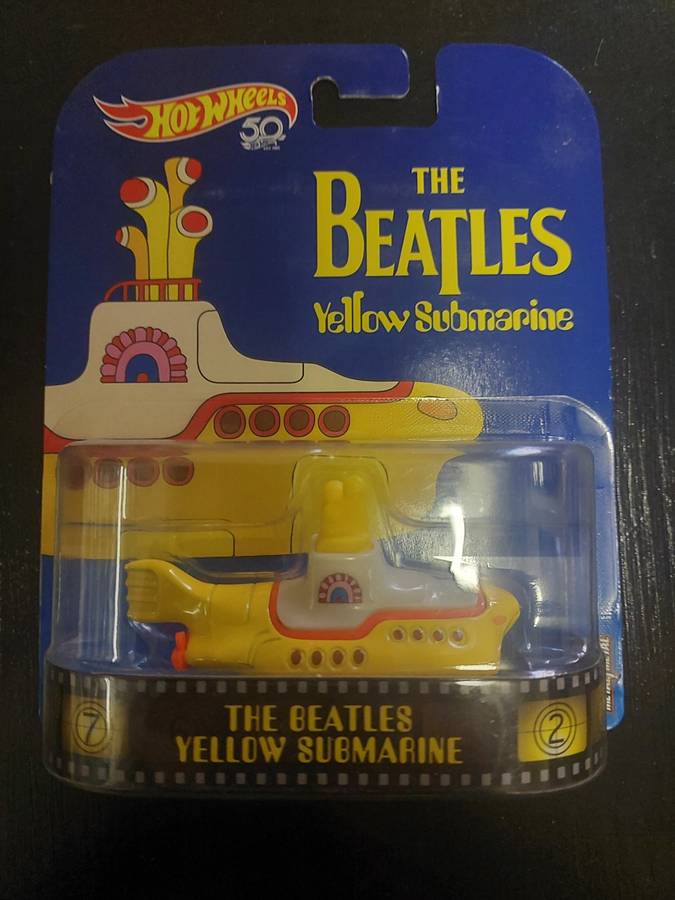 HOT WHEELS
50
THE
BEATLES
Yellow Submarine
THE BEATLES
YELLOW SUBMARINE
7
2